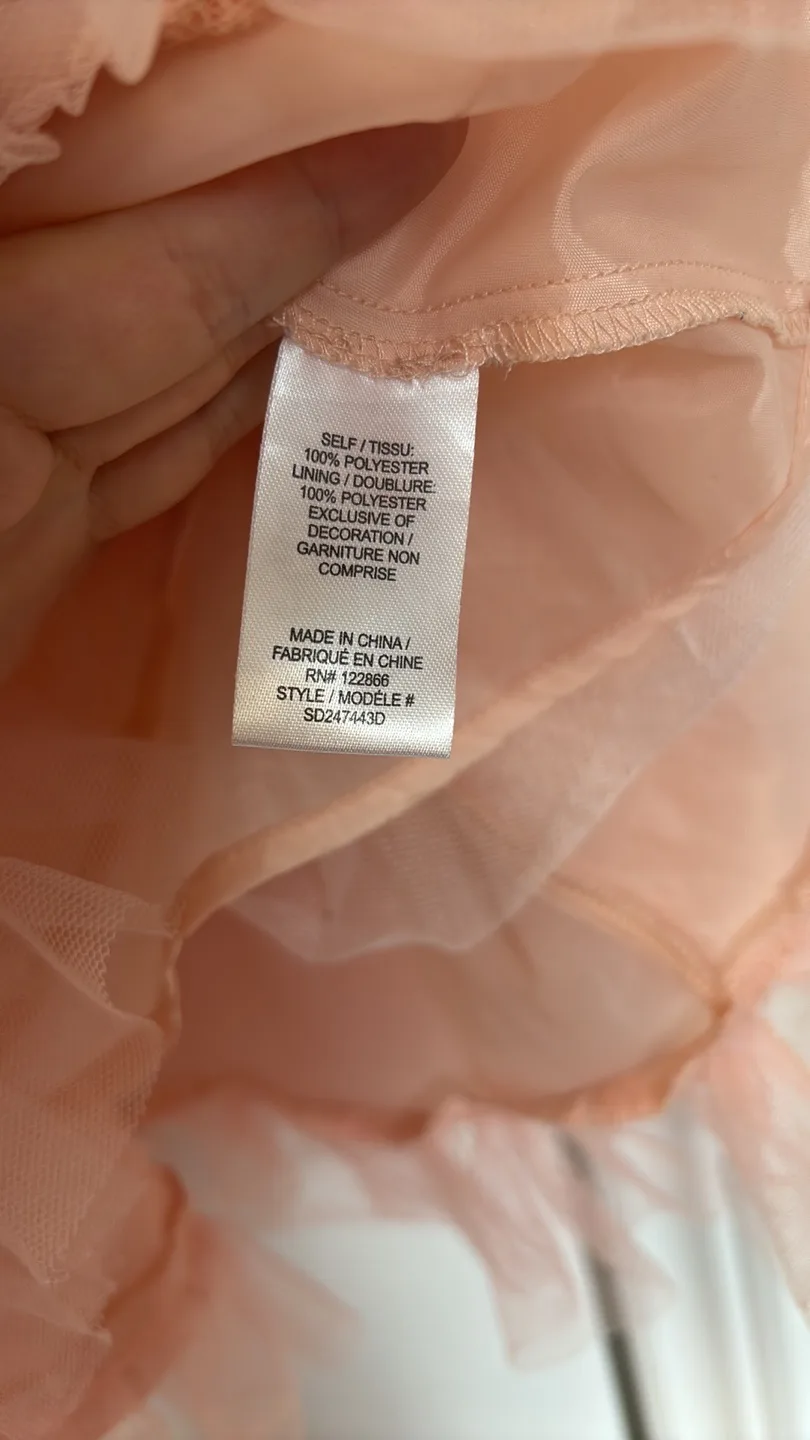 SELF / TISSU:
100% POLYESTER
LINING / DOUBLURE:
100% POLYESTER
EXCLUSIVE OF
DECORATION /
GARNITURE NON
COMPRISE
MADE IN CHINA /
FABRIQUÉ EN CHINE
RN# 122866
STYLE / MODÉLE #
SD247443D